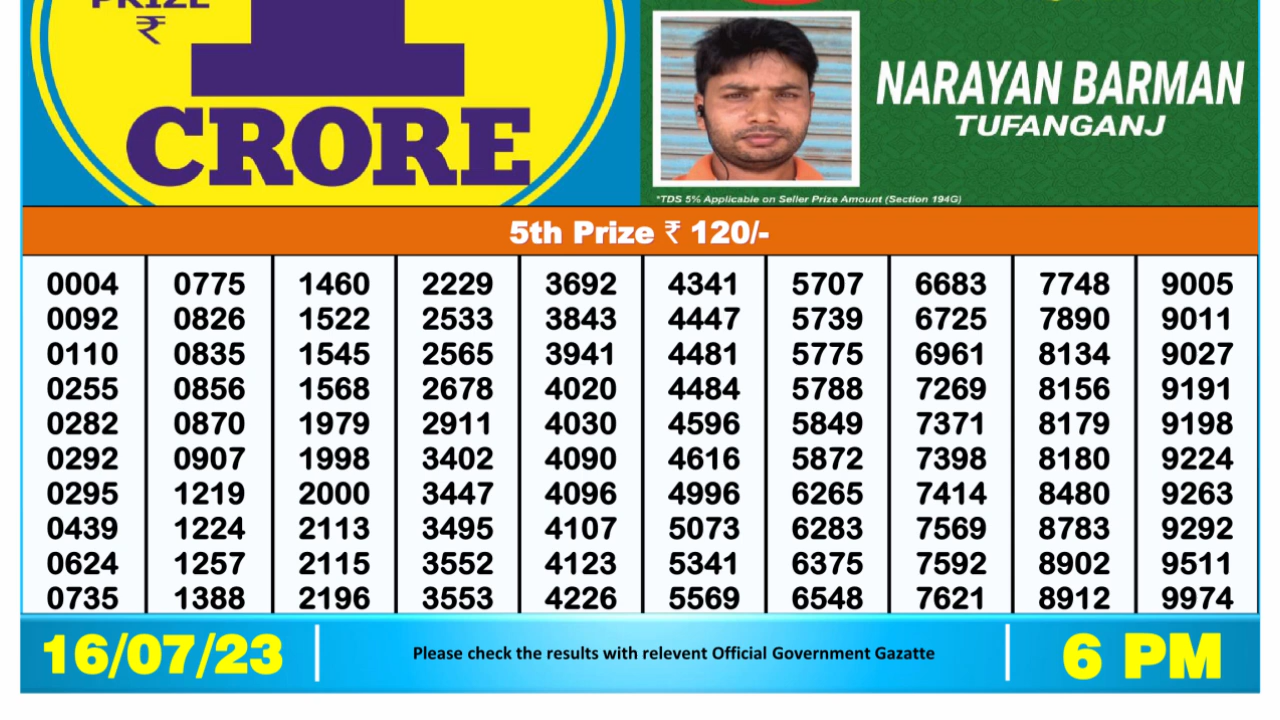 PRIZE
₹
1
CRORE
NARAYAN BARMAN
TUFANGANJ
*TDS 5% Applicable on Seller Prize Amount (Section 194G)
5th Prize ₹ 120/-
0004 0775 1460 2229 3692 4341 5707 6683 7748 9005
0092 0826 1522 2533 3843 4447 5739 6725 7890 9011
0110 0835 1545 2565 3941 4481 5775 6961 8134 9027
0255 0856 1568 2678 4020 4484 5788 7269 8156 9191
0282 0870 1979 2911 4030 4596 5849 7371 8179 9198
0292 0907 1998 3402 4090 4616 5872 7398 8180 9224
0295 1219 2000 3447 4096 4996 6265 7414 8480 9263
0439 1224 2113 3495 4107 5073 6283 7569 8783 9292
0624 1257 2115 3552 4123 5341 6375 7592 8902 9511
0735 1388 2196 3553 4226 5569 6548 7621 8912 9974
16/07/23
Please check the results with relevent Official Government Gazatte
6 PM